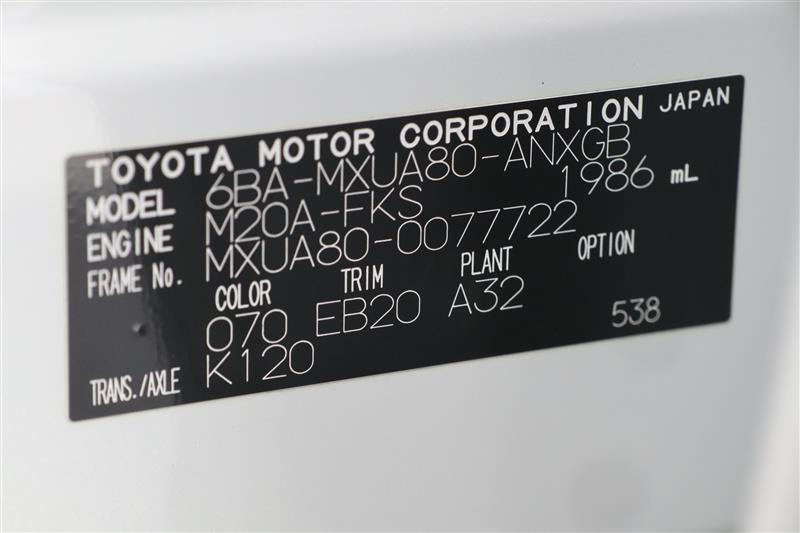 TOYOTA MOTOR CORPORATION JAPAN
MODEL 6BA-MXUA80-ANXGB
ENGINE M20A-FKS 1986 mL
FRAME No. MXUA80-0077722
COLOR TRIM PLANT OPTION
070 EB20 A32
TRANS./AXLE K120 538